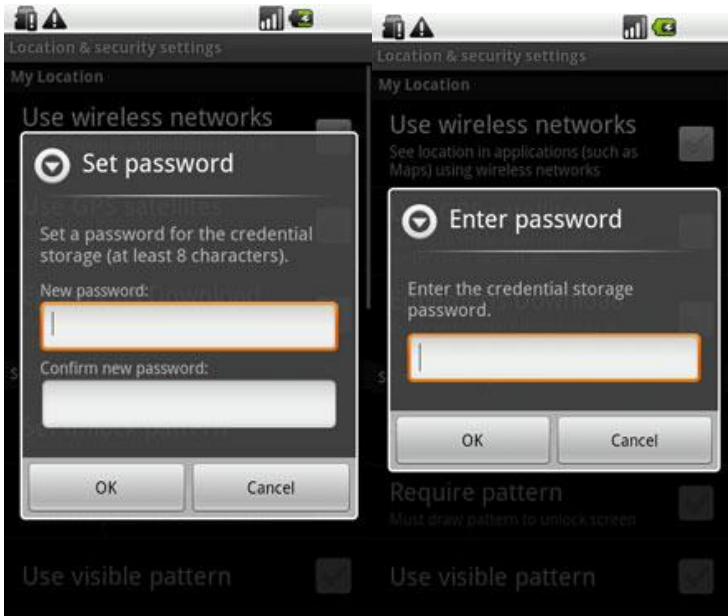 Location & security settings
My Location
Use wireless networks
Set password
Use GPS satellites
Set a password for the credential
storage (at least 8 characters).
New password:
Confirm new password:
OK
Cancel
Use visible pattern
Location & security settings
My Location
Use wireless networks
See location in applications (such as
Maps) using wireless networks
Enter password
Enter the credential storage
password.
OK
Cancel
Require pattern
Must draw pattern to unlock screen
Use visible pattern